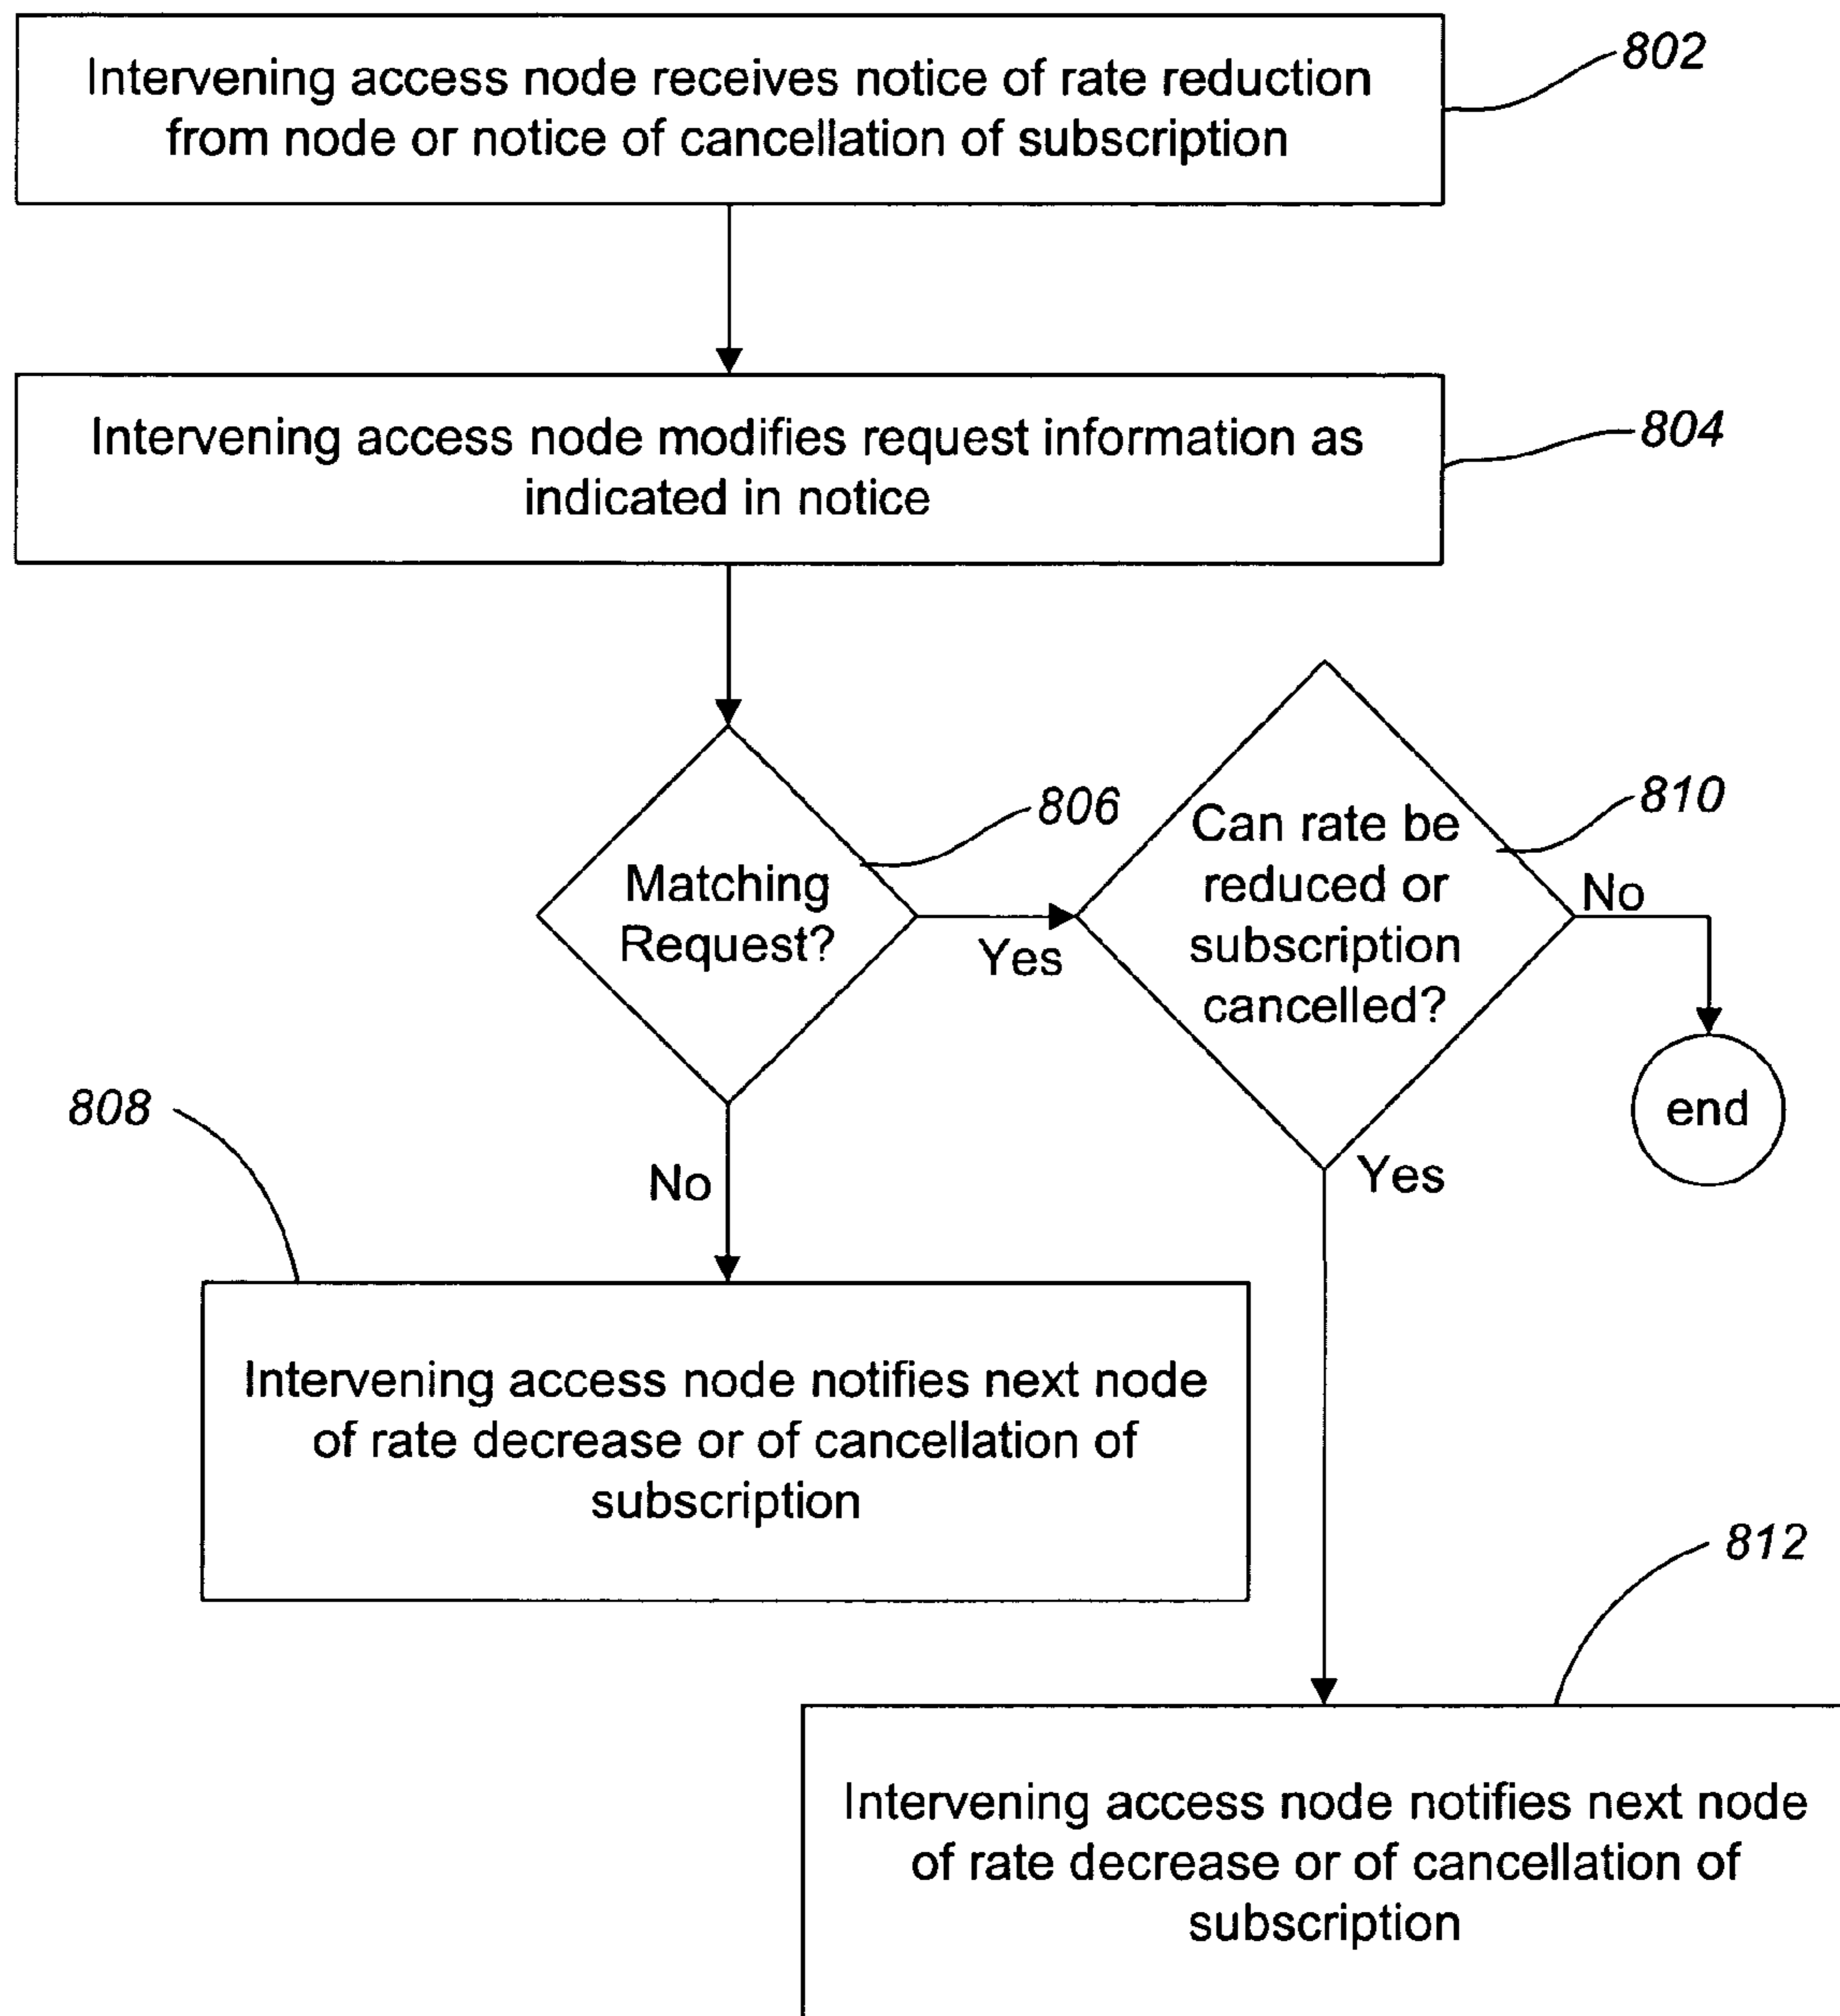 Intervening access node receives notice of rate reduction
from node or notice of cancellation of subscription
802
Intervening access node modifies request information as
indicated in notice
804
Matching
Request?
806
Yes
Can rate be
reduced or
subscription
cancelled?
810
No
end
808
No
Yes
Intervening access node notifies next node
of rate decrease or of cancellation of
subscription
812
Intervening access node notifies next node
of rate decrease or of cancellation of
subscription